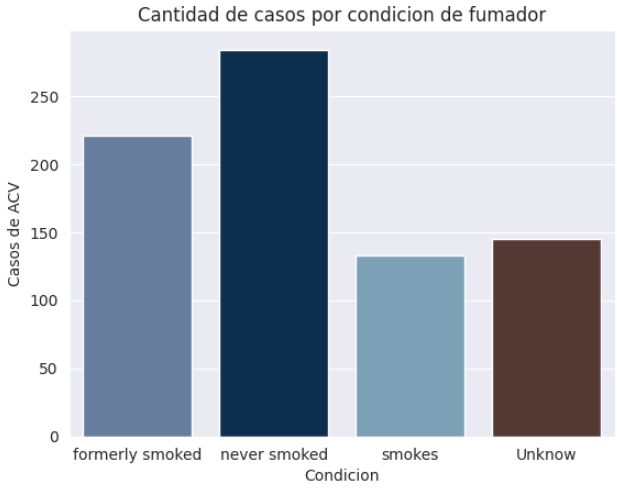 Cantidad de casos por condicion de fumador
Casos de ACV
250
200
150
100
50
0
formerly smoked never smoked smokes Unknow
Condicion